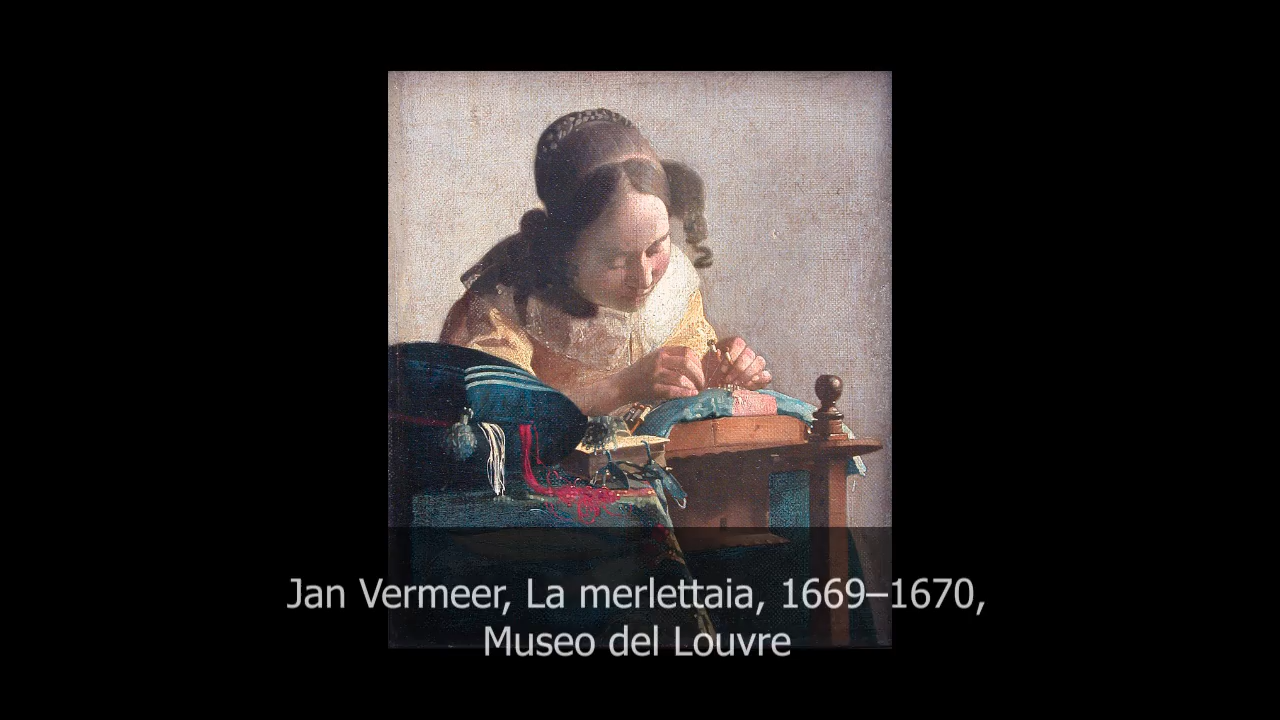 Jan Vermeer, La merlettaia, 1669–1670,
Museo del Louvre